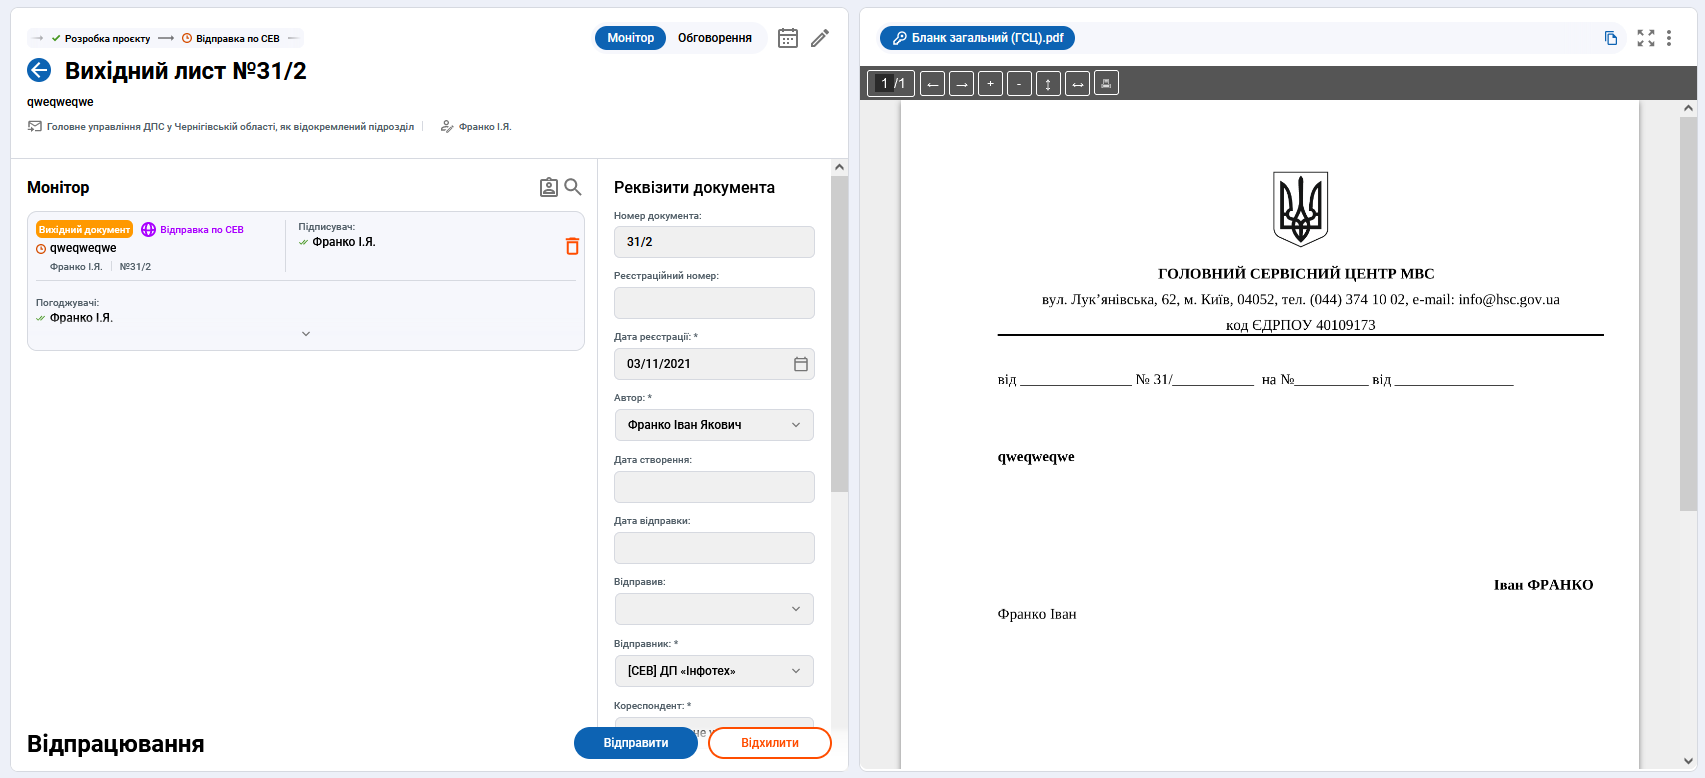 Розробка проєкту
Відправка по СЕВ
Монітор
Обговорення
Вихідний лист №31/2
qweqweqwe
Головне управління ДПС у Чернігівській області, як відокремлений підрозділ
Франко І.Я.
Монітор
Вихідний документ
Відправка по СЕВ
qweqweqwe
Франко І.Я.
№31/2
Підписувач:
Франко І.Я.
Погоджувачі:
Франко І.Я.
Реквізити документа
Номер документа:
31/2
Реєстраційний номер:
Дата реєстрації: *
03/11/2021
Автор: *
Франко Іван Якович
Дата створення:
Дата відправки:
Відправив:
Відправник: *
[СЕВ] ДП «Інфотех»
Кореспондент: *
Відпрацювання
Відправити
Відхилити
Бланк загальний (ГСЦ).pdf
1 /1
ГОЛОВНИЙ СЕРВІСНИЙ ЦЕНТР МВС
вул. Лук’янівська, 62, м. Київ, 04052, тел. (044) 374 10 02, e-mail: info@hsc.gov.ua
код ЄДРПОУ 40109173
від _______________ № 31/___________ на №__________ від ________________
qweqweqwe
Іван ФРАНКО
Франко Іван